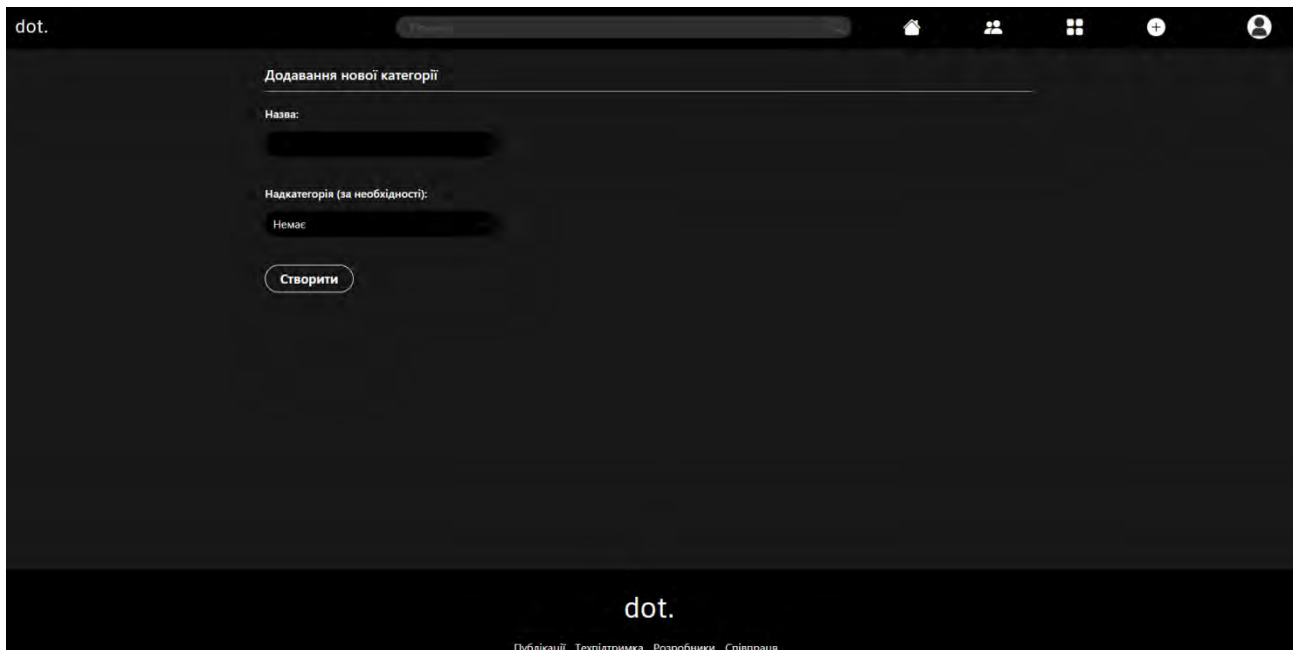 dot.
Додавання нової категорії
Назва:
Надкатегорія (за необхідності):
Немає
Створити
dot.
Публікації Техпідтримка Розробники Співпраця